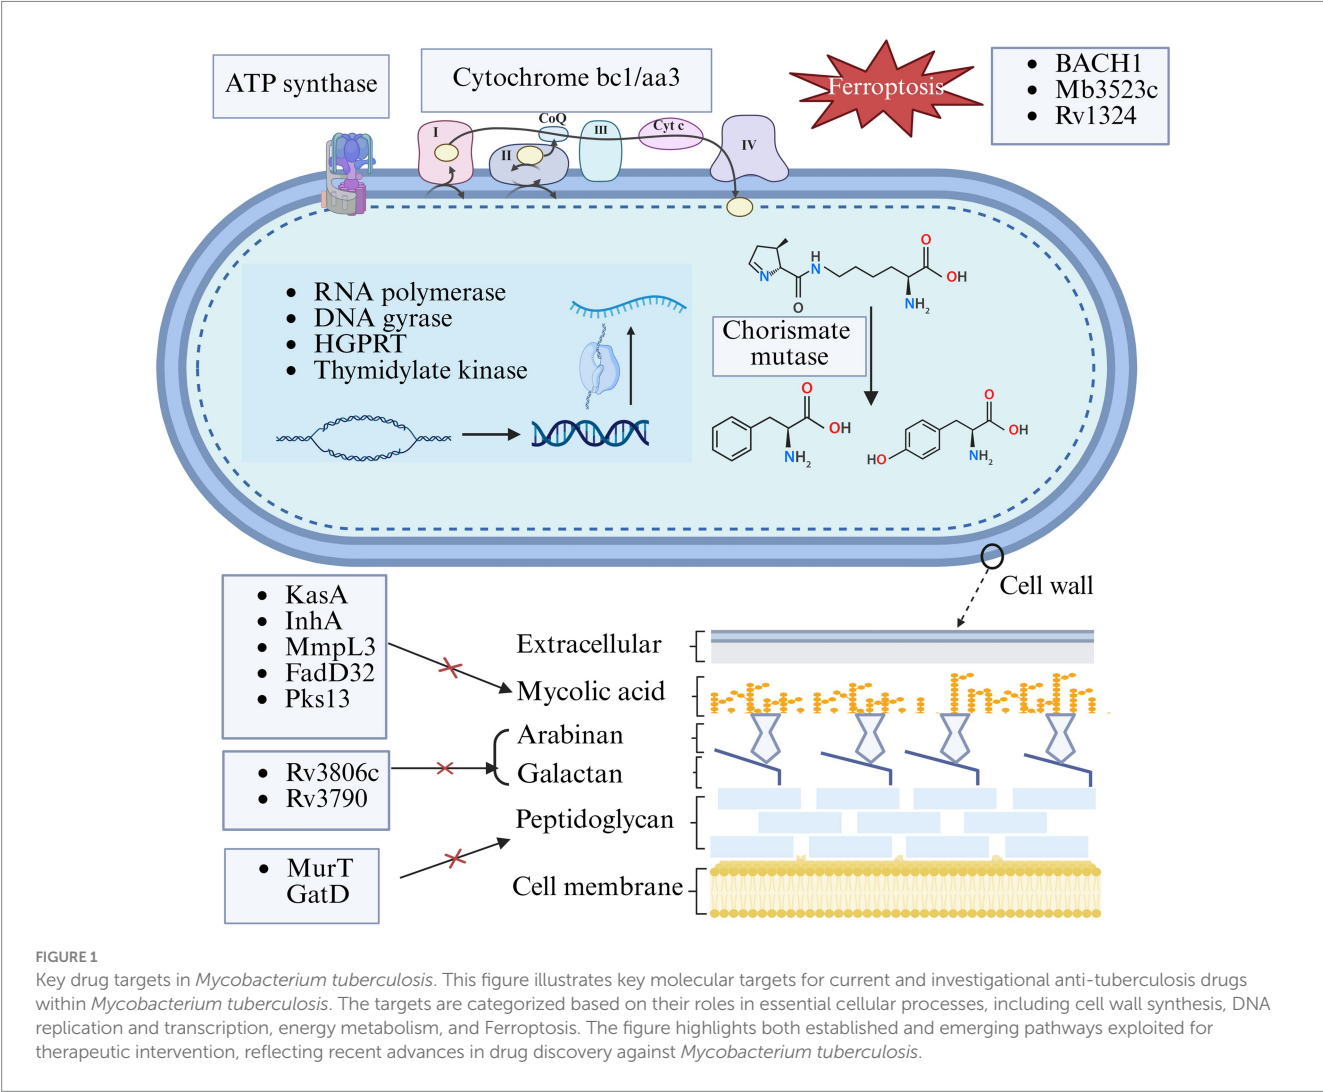 ATP synthase
Cytochrome bc1/aa3
Ferroptosis
• BACH1
• Mb3523c
• Rv1324
I
II
CoQ
III
Cyt c
IV
• RNA polymerase
• DNA gyrase
• HGPRT
• Thymidylate kinase
N
O
H
N
O
OH
NH2
Chorismate
mutase
O
OH
NH2
HO
O
OH
NH2
Cell wall
• KasA
• InhA
• MmpL3
• FadD32
• Pks13
• Rv3806c
• Rv3790
• MurT
GatD
Extracellular
Mycolic acid
Arabinan
Galactan
Peptidoglycan
Cell membrane
FIGURE 1
Key drug targets in Mycobacterium tuberculosis. This figure illustrates key molecular targets for current and investigational anti-tuberculosis drugs
within Mycobacterium tuberculosis. The targets are categorized based on their roles in essential cellular processes, including cell wall synthesis, DNA
replication and transcription, energy metabolism, and Ferroptosis. The figure highlights both established and emerging pathways exploited for
therapeutic intervention, reflecting recent advances in drug discovery against Mycobacterium tuberculosis.